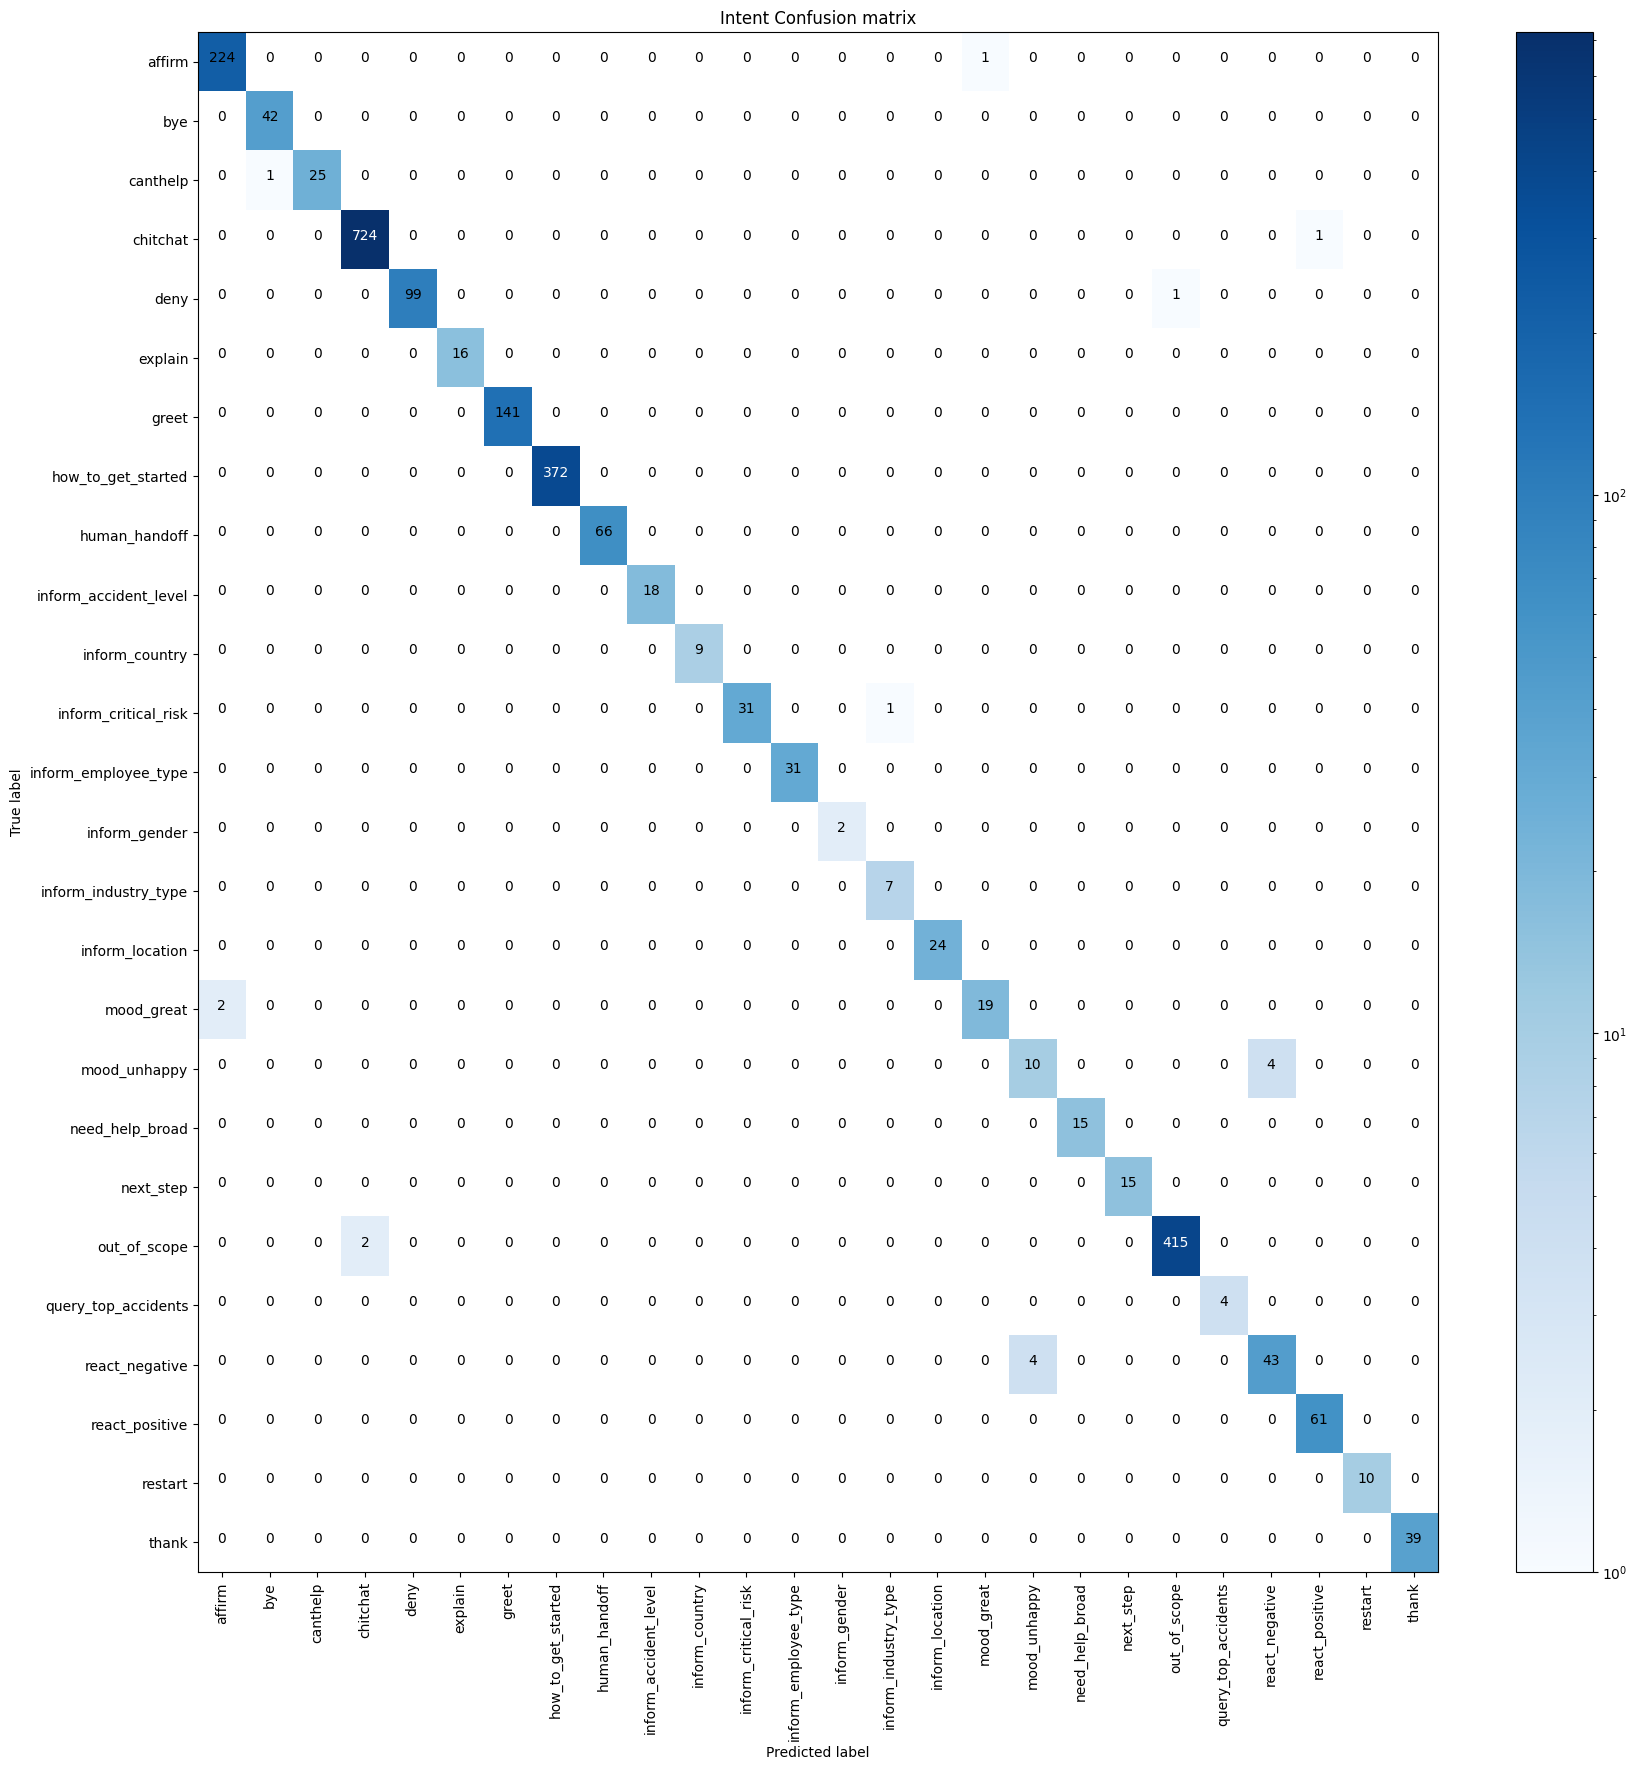 Intent Confusion matrix
affirm 224 0 0 0 0 0 0 0 0 0 0 0 0 0 0 0 1 0 0 0 0 0 0 0 0 0
bye 0 42 0 0 0 0 0 0 0 0 0 0 0 0 0 0 0 0 0 0 0 0 0 0 0 0
canthelp 0 1 25 0 0 0 0 0 0 0 0 0 0 0 0 0 0 0 0 0 0 0 0 0 0 0
chitchat 0 0 0 724 0 0 0 0 0 0 0 0 0 0 0 0 0 0 0 0 0 0 0 1 0 0
deny 0 0 0 0 99 0 0 0 0 0 0 0 0 0 0 0 0 0 0 0 1 0 0 0 0 0
explain 0 0 0 0 0 16 0 0 0 0 0 0 0 0 0 0 0 0 0 0 0 0 0 0 0 0
greet 0 0 0 0 0 0 141 0 0 0 0 0 0 0 0 0 0 0 0 0 0 0 0 0 0 0
how_to_get_started 0 0 0 0 0 0 0 372 0 0 0 0 0 0 0 0 0 0 0 0 0 0 0 0 0 0
human_handoff 0 0 0 0 0 0 0 0 66 0 0 0 0 0 0 0 0 0 0 0 0 0 0 0 0 0
inform_accident_level 0 0 0 0 0 0 0 0 0 18 0 0 0 0 0 0 0 0 0 0 0 0 0 0 0 0
inform_country 0 0 0 0 0 0 0 0 0 0 9 0 0 0 0 0 0 0 0 0 0 0 0 0 0 0
inform_critical_risk 0 0 0 0 0 0 0 0 0 0 0 31 0 0 1 0 0 0 0 0 0 0 0 0 0 0
inform_employee_type 0 0 0 0 0 0 0 0 0 0 0 0 31 0 0 0 0 0 0 0 0 0 0 0 0 0
inform_gender 0 0 0 0 0 0 0 0 0 0 0 0 0 2 0 0 0 0 0 0 0 0 0 0 0 0
inform_industry_type 0 0 0 0 0 0 0 0 0 0 0 0 0 0 7 0 0 0 0 0 0 0 0 0 0 0
inform_location 0 0 0 0 0 0 0 0 0 0 0 0 0 0 0 24 0 0 0 0 0 0 0 0 0 0
mood_great 2 0 0 0 0 0 0 0 0 0 0 0 0 0 0 0 19 0 0 0 0 0 0 0 0 0
mood_unhappy 0 0 0 0 0 0 0 0 0 0 0 0 0 0 0 0 0 10 0 0 0 0 4 0 0 0
need_help_broad 0 0 0 0 0 0 0 0 0 0 0 0 0 0 0 0 0 0 15 0 0 0 0 0 0 0
next_step 0 0 0 0 0 0 0 0 0 0 0 0 0 0 0 0 0 0 0 15 0 0 0 0 0 0
out_of_scope 0 0 0 2 0 0 0 0 0 0 0 0 0 0 0 0 0 0 0 0 415 0 0 0 0 0
query_top_accidents 0 0 0 0 0 0 0 0 0 0 0 0 0 0 0 0 0 0 0 0 0 4 0 0 0 0
react_negative 0 0 0 0 0 0 0 0 0 0 0 0 0 0 0 0 0 4 0 0 0 0 43 0 0 0
react_positive 0 0 0 0 0 0 0 0 0 0 0 0 0 0 0 0 0 0 0 0 0 0 0 61 0 0
restart 0 0 0 0 0 0 0 0 0 0 0 0 0 0 0 0 0 0 0 0 0 0 0 0 10 0
thank 0 0 0 0 0 0 0 0 0 0 0 0 0 0 0 0 0 0 0 0 0 0 0 0 0 39
True label
affirm
bye
canthelp
chitchat
deny
explain
greet
how_to_get_started
human_handoff
inform_accident_level
inform_country
inform_critical_risk
inform_employee_type
inform_gender
inform_industry_type
inform_location
mood_great
mood_unhappy
need_help_broad
next_step
out_of_scope
query_top_accidents
react_negative
react_positive
restart
thank
Predicted label
10²
10¹
10⁰